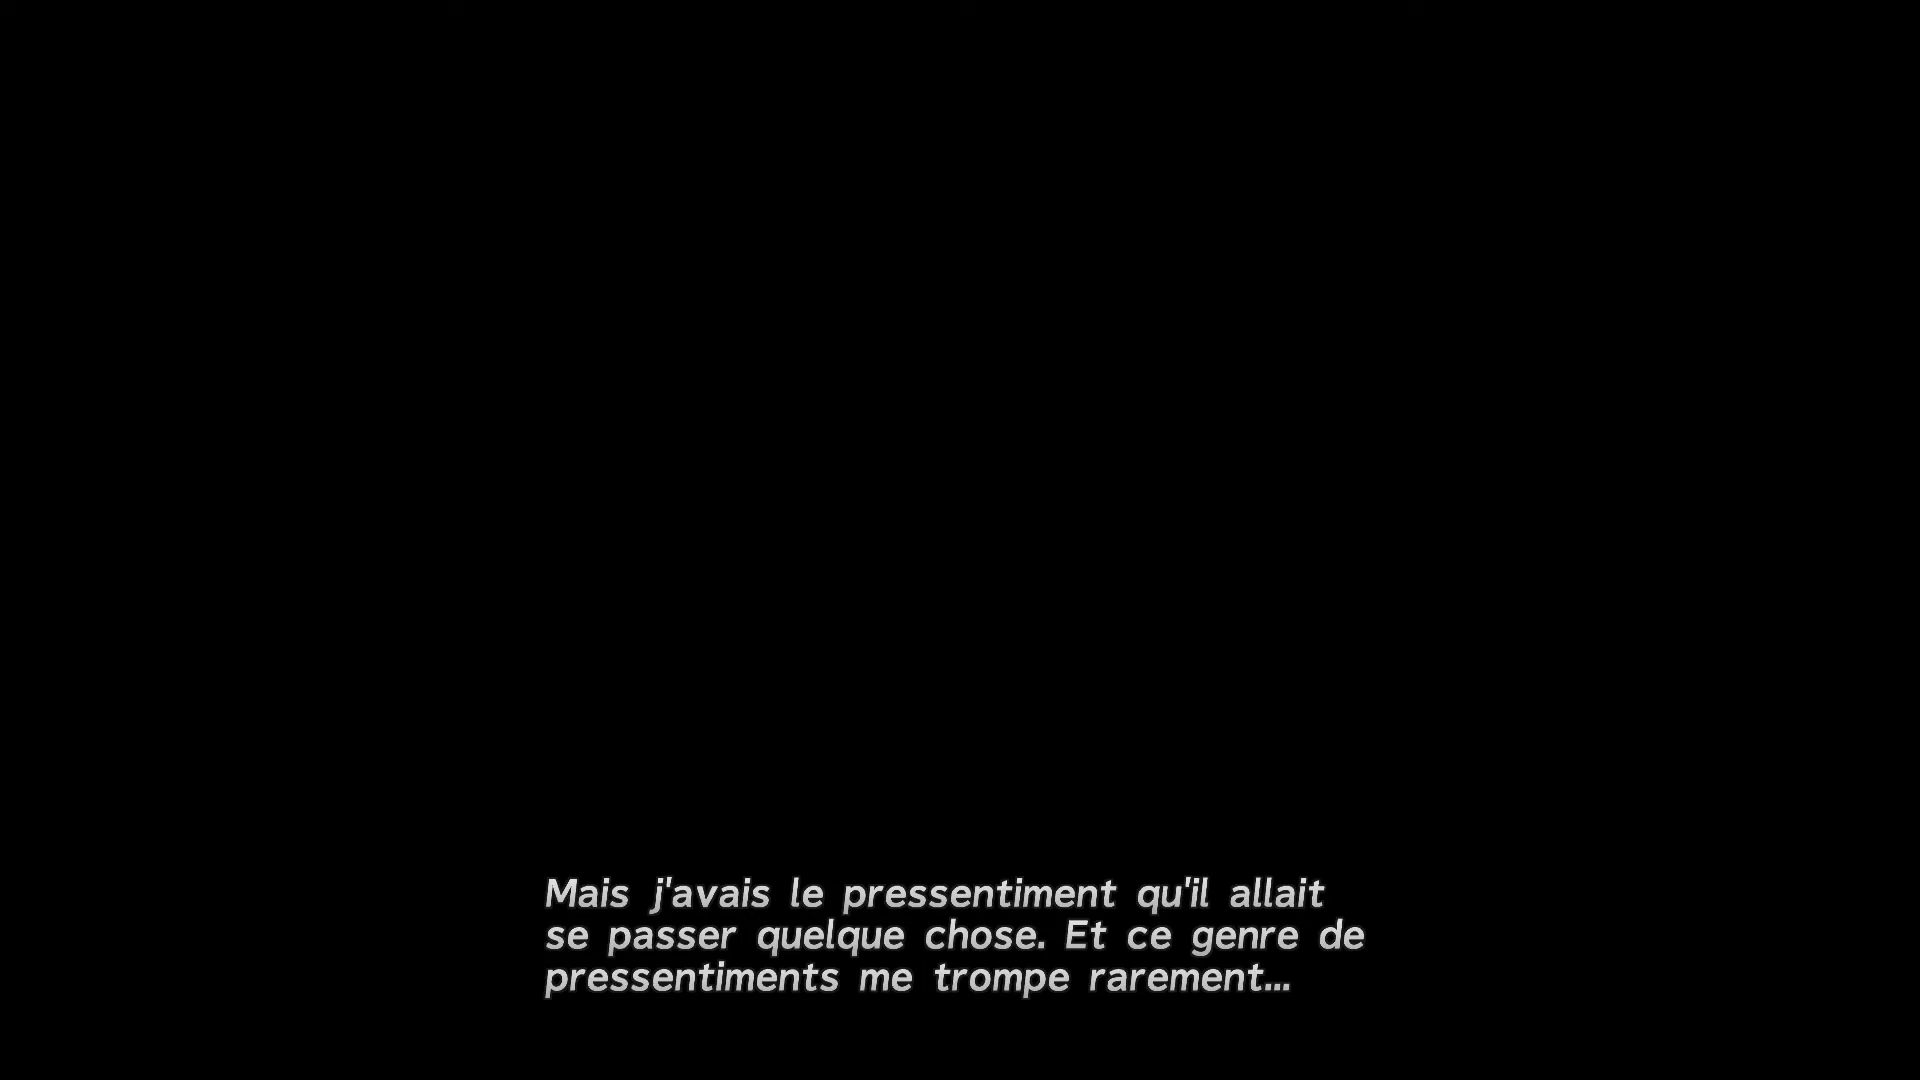 Mais j'avais le pressentiment qu'il allait
se passer quelque chose. Et ce genre de
pressentiments me trompe rarement...